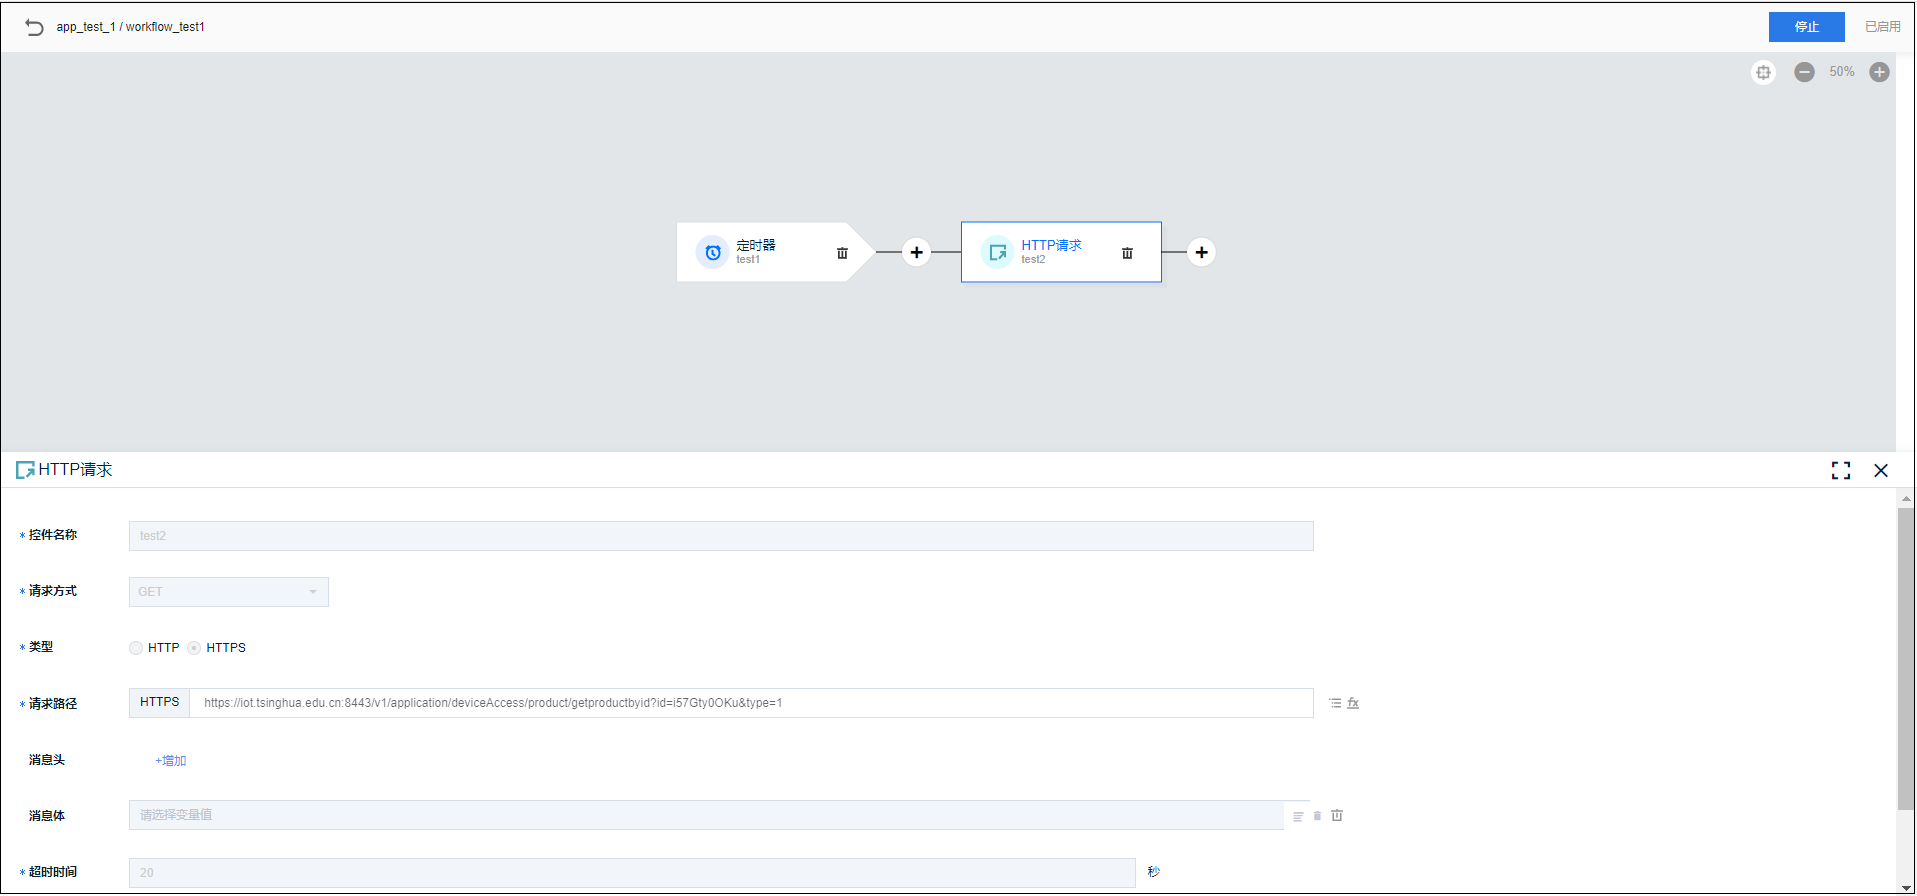 app_test_1 / workflow_test1
停止
已启用
50%
定时器
test1
HTTP请求
test2
HTTP请求
* 控件名称
test2
* 请求方式
GET
* 类型
HTTP
HTTPS
* 请求路径
HTTPS
https://iot.tsinghua.edu.cn:8443/v1/application/deviceAccess/product/getproductbyid?id=i57Gty0OKu&type=1
fx
消息头
+增加
消息体
请选择变量值
* 超时时间
20
秒